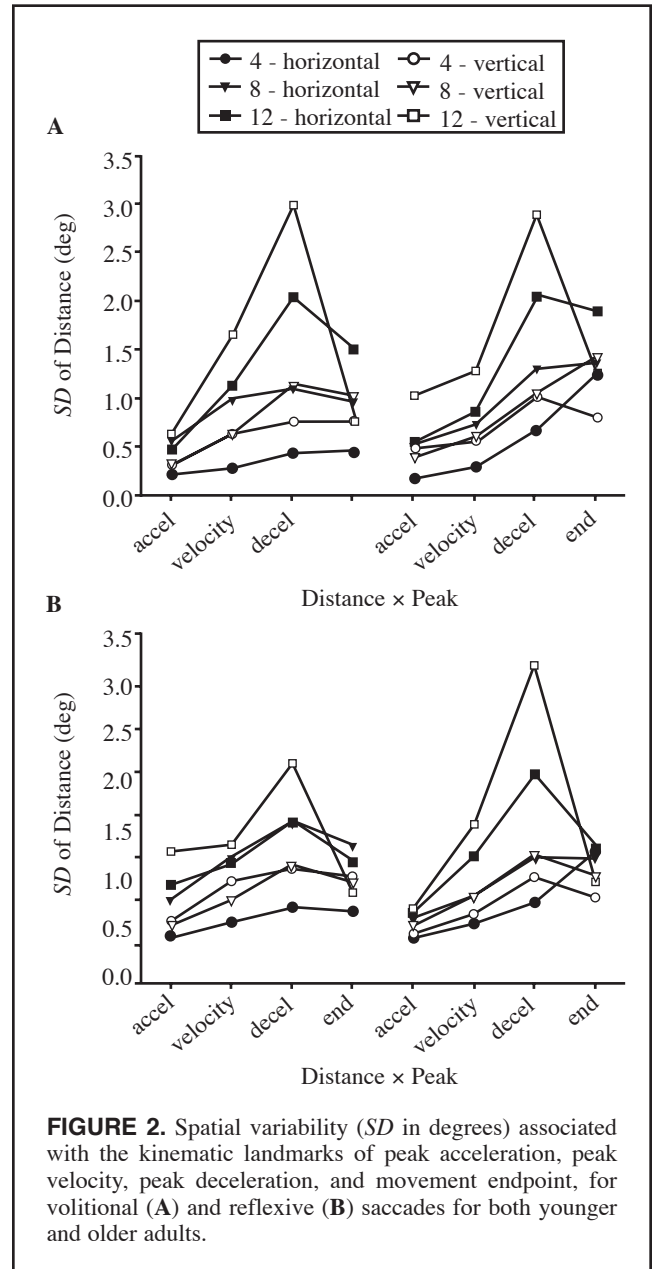 4 - horizontal 4 - vertical
8 - horizontal 8 - vertical
12 - horizontal 12 - vertical
A
3.5
3.0
2.5
2.0
1.5
1.0
0.5
0.0
SD of Distance (deg)
accel velocity decel accel velocity decel end
Distance × Peak
B
3.5
3.0
2.5
2.0
1.5
1.0
0.5
0.0
SD of Distance (deg)
accel velocity decel end accel velocity decel end
Distance × Peak
FIGURE 2. Spatial variability (SD in degrees) associated
with the kinematic landmarks of peak acceleration, peak
velocity, peak deceleration, and movement endpoint, for
volitional (A) and reflexive (B) saccades for both younger
and older adults.